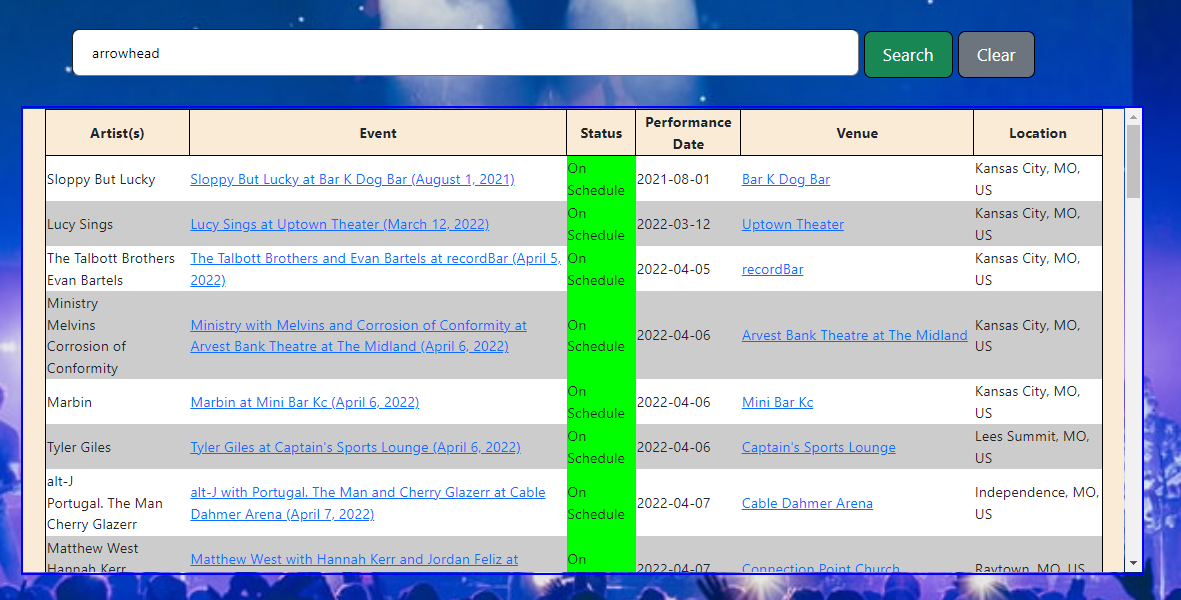 arrowhead
Search
Clear
Artist(s)
Event
Status
Performance
Date
Venue
Location
Sloppy But Lucky
Sloppy But Lucky at Bar K Dog Bar (August 1, 2021)
On
Schedule
2021-08-01
Bar K Dog Bar
Kansas City, MO,
US
Lucy Sings
Lucy Sings at Uptown Theater (March 12, 2022)
On
Schedule
2022-03-12
Uptown Theater
Kansas City, MO,
US
The Talbott Brothers
Evan Bartels
The Talbott Brothers and Evan Bartels at recordBar (April 5,
2022)
On
Schedule
2022-04-05
recordBar
Kansas City, MO,
US
Ministry
Melvins
Corrosion of
Conformity
Ministry with Melvins and Corrosion of Conformity at
Arvest Bank Theatre at The Midland (April 6, 2022)
On
Schedule
2022-04-06
Arvest Bank Theatre at The Midland
Kansas City, MO,
US
Marbin
Marbin at Mini Bar Kc (April 6, 2022)
On
Schedule
2022-04-06
Mini Bar Kc
Kansas City, MO,
US
Tyler Giles
Tyler Giles at Captain's Sports Lounge (April 6, 2022)
On
Schedule
2022-04-06
Captain's Sports Lounge
Lees Summit, MO,
US
alt-J
Portugal. The Man
Cherry Glazerr
alt-J with Portugal. The Man and Cherry Glazerr at Cable
Dahmer Arena (April 7, 2022)
On
Schedule
2022-04-07
Cable Dahmer Arena
Independence, MO,
US
Matthew West
Hannah Kerr
Matthew West with Hannah Kerr and Jordan Feliz at
On
2022-04-07
Connection Point Church
Raytown, MO, US